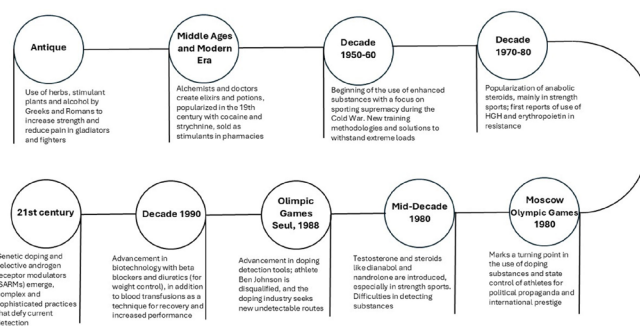 Antique
Use of herbs, stimulant
plants and alcohol by
Greeks and Romans to
increase strength and
reduce pain in gladiators
and fighters
Middle Ages
and Modern
Era
Alchemists and doctors
create elixirs and potions,
popularized in the 19th
century with cocaine and
strychnine, sold as
stimulants in pharmacies
Decade
1950-60
Beginning of the use of enhanced
substances with a focus on
sporting supremacy during the
Cold War. New training
methodologies and solutions to
withstand extreme loads
Decade
1970-80
Popularization of anabolic
steroids, mainly in strength
sports; first reports of use of
HGH and erythropoietin in
resistance
Moscow
Olympic Games
1980
Marks a turning point in
the use of doping
substances and state
control of athletes for
political propaganda and
international prestige
Mid-Decade
1980
Testosterone and steroids
like dianabol and
nandrolone are introduced,
especially in strength sports.
Difficulties in detecting
substances
Olimpic
Games
Seul, 1988
Advancement in doping
detection tools; athlete
Ben Johnson is
disqualified, and the
doping industry seeks
new undetectable routes
Decade 1990
Advancement in
biotechnology with beta
blockers and diuretics (for
weight control), in addition
to blood transfusions as a
technique for recovery and
increased performance
21st century
enetic doping and
elective androgen
eceptor modulators
SARMs) emerge,
omplex and
ophisticated practices
hat defy current
etection